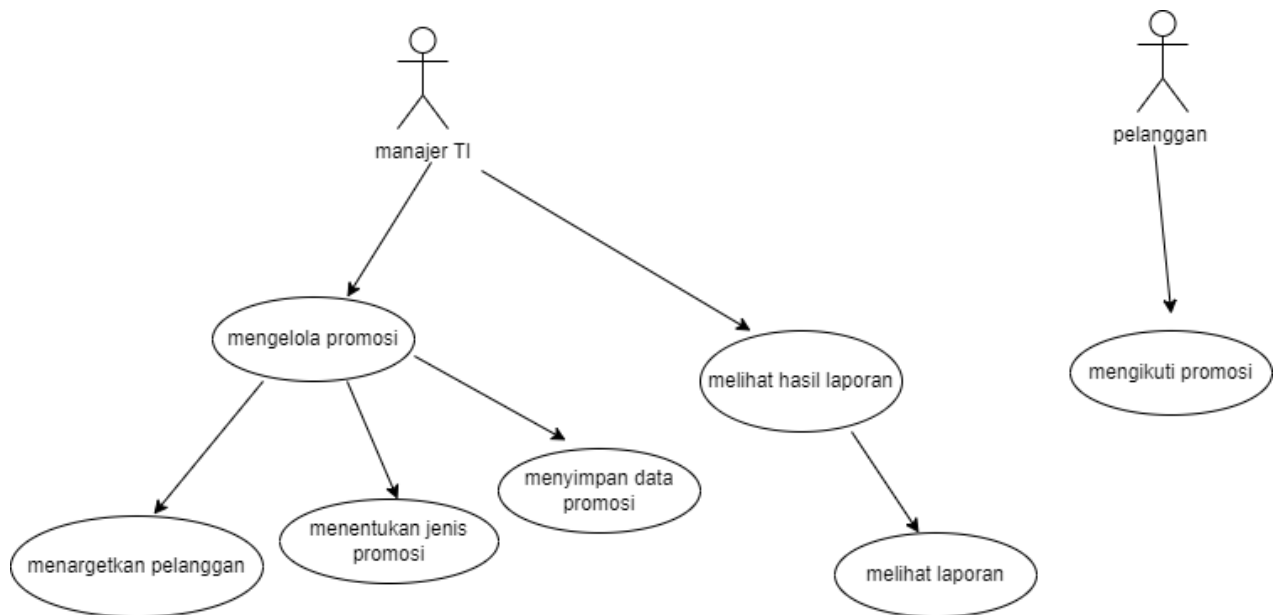 manajer TI
pelanggan
mengelola promosi
melihat hasil laporan
mengikuti promosi
menyimpan data
promosi
menentukan jenis
promosi
menargetkan pelanggan
melihat laporan